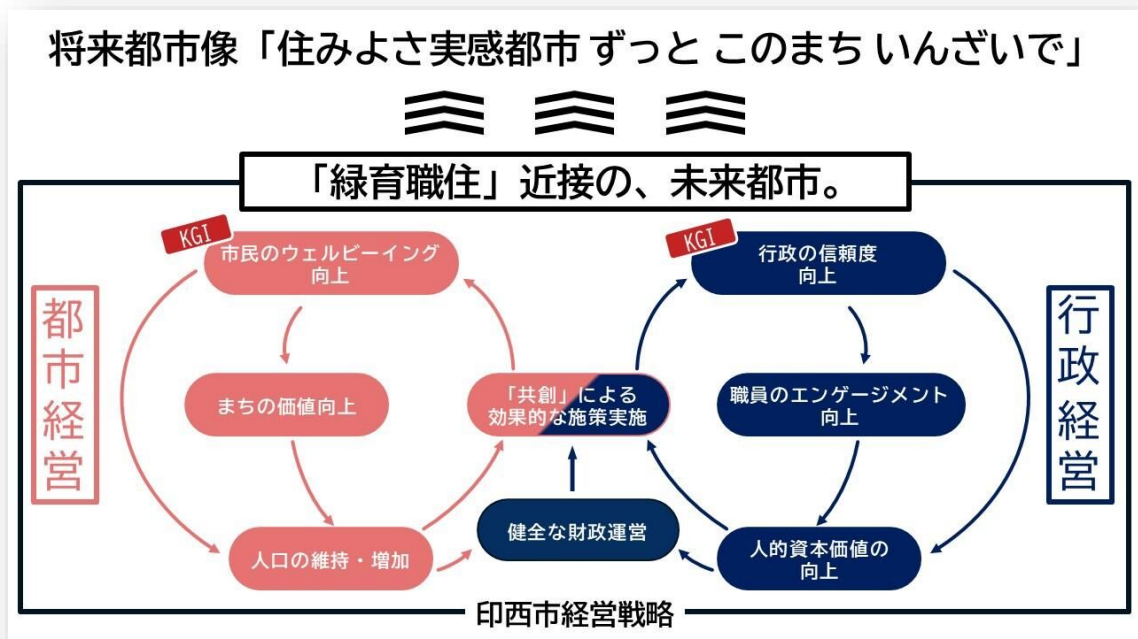 将来都市像「住みよさ実感都市 ずっと このまち いんざいで」
「緑育職住」近接の、未来都市。
KGI
市民のウェルビーイング
向上
KGI
行政の信頼度
向上
都市経営
まちの価値向上
「共創」による
効果的な施策実施
職員のエンゲージメント
向上
行政経営
人口の維持・増加
健全な財政運営
人的資本価値の
向上
印西市経営戦略